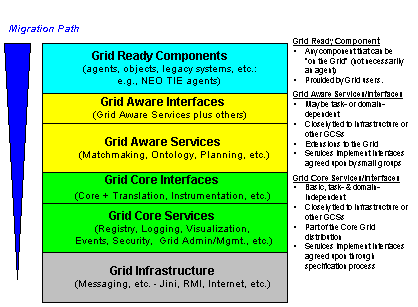 Migration Path
Grid Ready Components
(agents, objects, legacy systems, etc.:
e.g., NEO TIE agents)
Grid Aware Interfaces
(Grid Aware Services plus others)
Grid Aware Services
(Matchmaking, Ontology, Planning, etc.)
Grid Core Interfaces
(Core + Translation, Instrumentation, etc.)
Grid Core Services
(Registry, Logging, Visualization,
Events, Security, Grid Admin/Mgmt., etc.)
Grid Infrastructure
(Messaging, etc. - Jini, RMI, Internet, etc.)
Grid Ready Component
• Any component that can be
"on the Grid" (not necessarily
an agent)
• Provided by Grid users.
Grid Aware Services/Interfaces
• May be task- or domain-
dependent
• Closely tied to infrastructure or
other GCSs
• Extensions to the Grid
• Services implement interfaces
agreed upon by small groups
Grid Core Services/Interfaces
• Basic, task- & domain-
independent
• Closely tied to infrastructure or
other GCSs
• Part of the Core Grid
distribution
• Services implement interfaces
agreed upon through
specification process